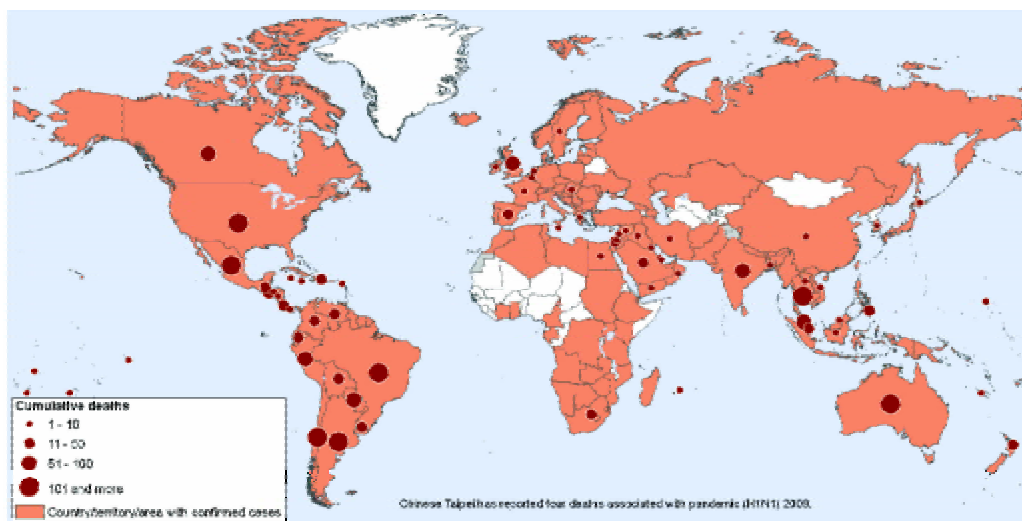 Cumulative deaths
1 - 10
11 - 50
51 - 100
101 and more
Country/territory/area with confirmed cases
Chinese Taipei has reported four deaths associated with pandemic (H1N1) 2009.